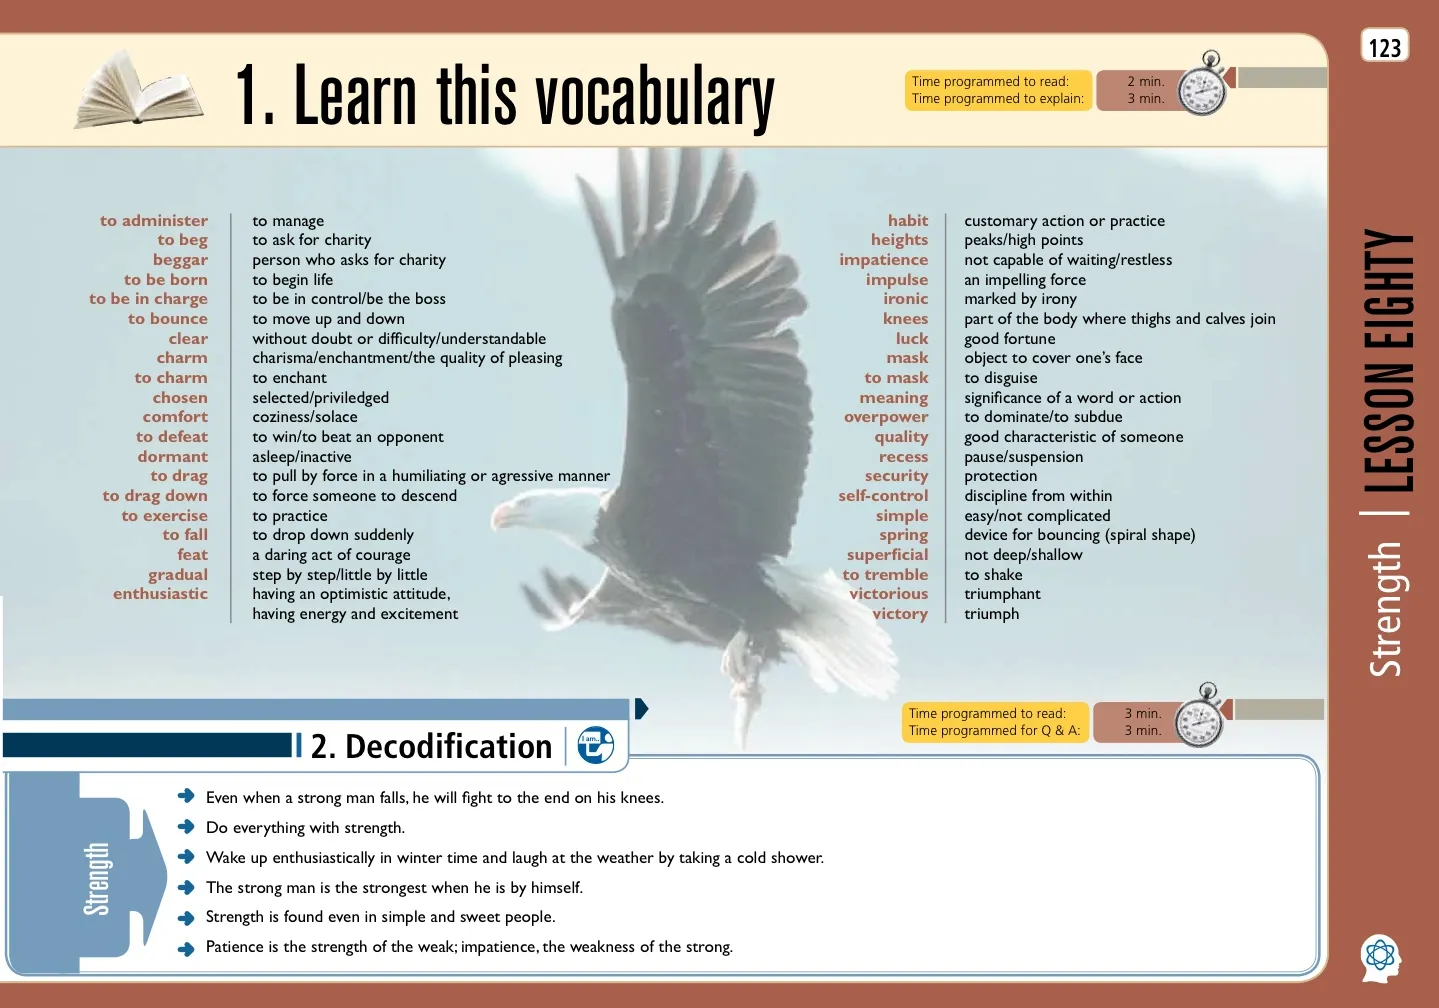 123
1. Learn this vocabulary
Time programmed to read: 2 min.
Time programmed to explain: 3 min.
to administer to manage
to beg to ask for charity
beggar person who asks for charity
to be born to begin life
to be in charge to be in control/be the boss
to bounce to move up and down
clear without doubt or difficulty/understandable
charm charisma/enchantment/the quality of pleasing
to charm to enchant
chosen selected/priviledged
comfort coziness/solace
to defeat to win/to beat an opponent
dormant asleep/inactive
to drag to pull by force in a humiliating or agressive manner
to drag down to force someone to descend
to exercise to practice
to fall to drop down suddenly
feat a daring act of courage
gradual step by step/little by little
enthusiastic having an optimistic attitude,
having energy and excitement
habit customary action or practice
heights peaks/high points
impatience not capable of waiting/restless
impulse an impelling force
ironic marked by irony
knees part of the body where thighs and calves join
luck good fortune
mask object to cover one's face
to mask to disguise
meaning significance of a word or action
overpower to dominate/to subdue
quality good characteristic of someone
recess pause/suspension
security protection
self-control discipline from within
simple easy/not complicated
spring device for bouncing (spiral shape)
superficial not deep/shallow
to tremble to shake
victorious triumphant
victory triumph
Strength | LESSON EIGHTY
2. Decodification
I am..
Time programmed to read: 3 min.
Time programmed for Q & A: 3 min.
Strength
Even when a strong man falls, he will fight to the end on his knees.
Do everything with strength.
Wake up enthusiastically in winter time and laugh at the weather by taking a cold shower.
The strong man is the strongest when he is by himself.
Strength is found even in simple and sweet people.
Patience is the strength of the weak; impatience, the weakness of the strong.